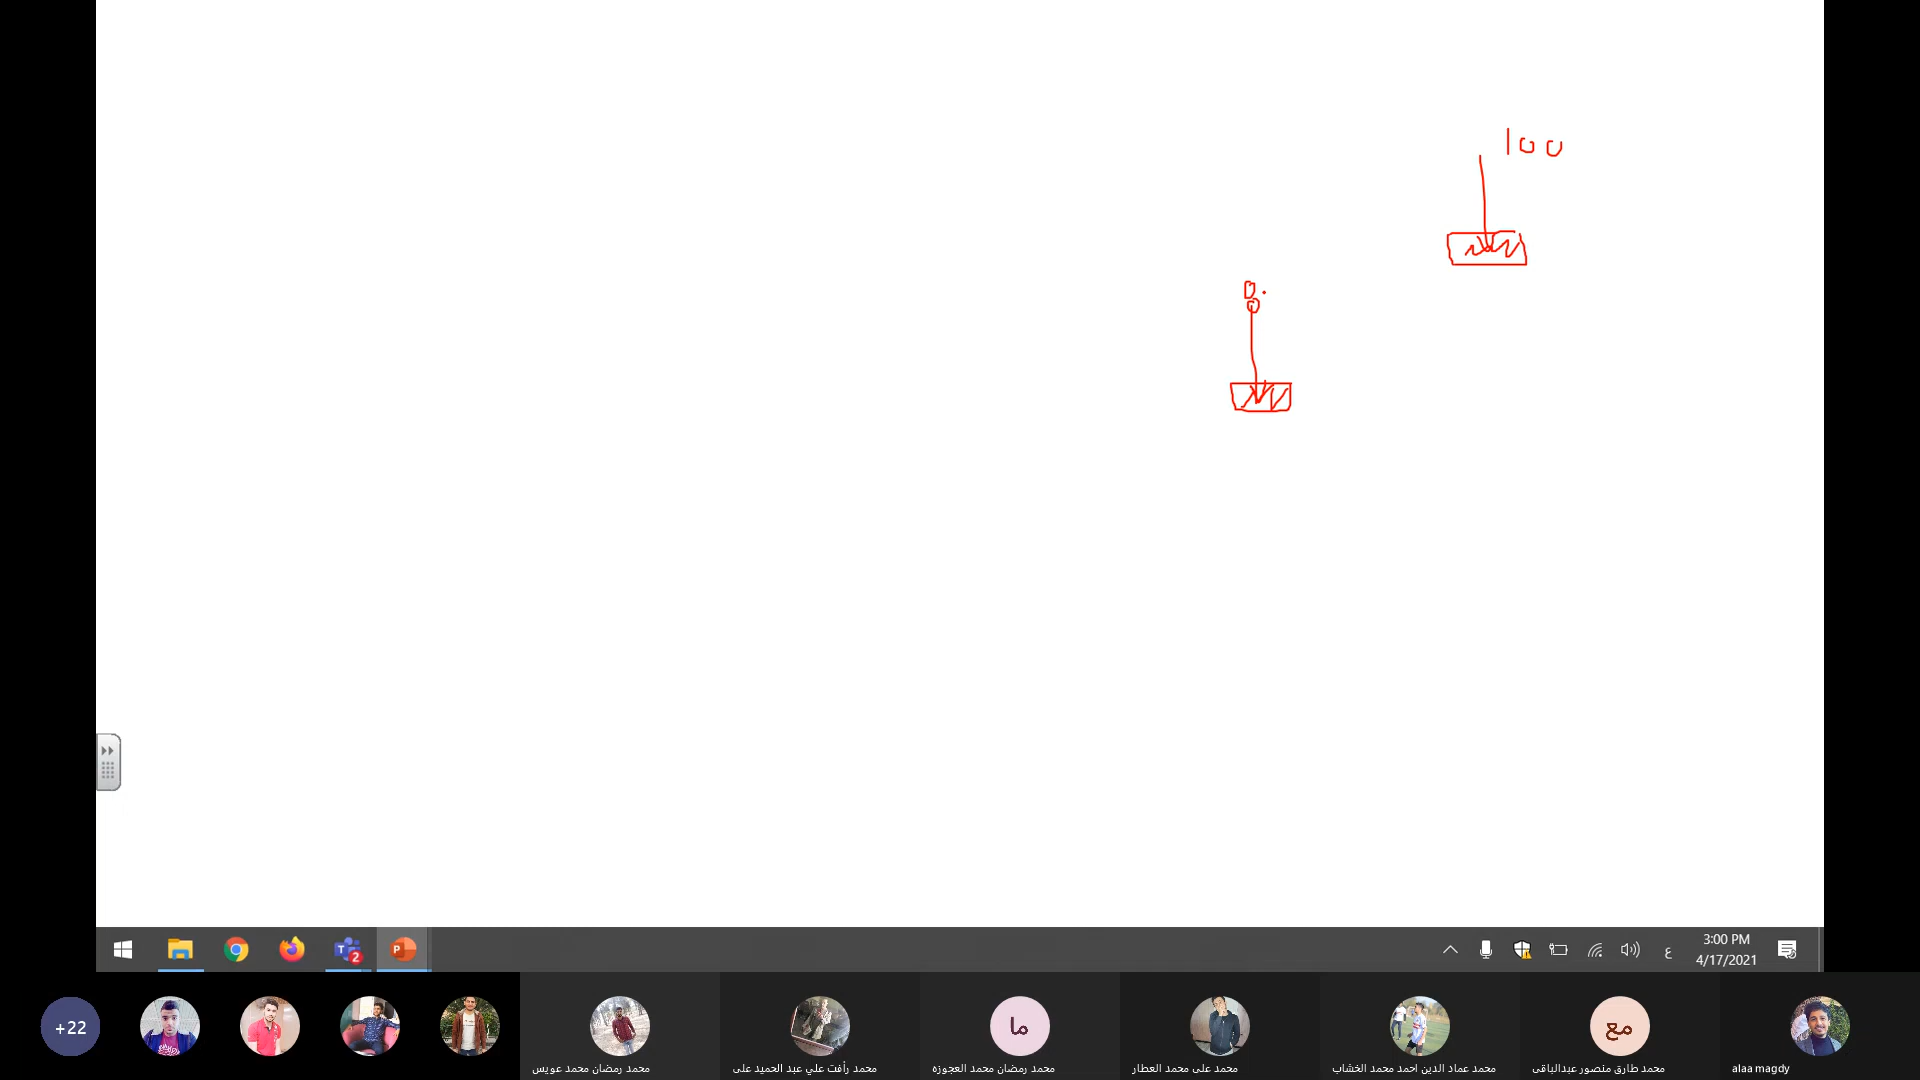 100
3:00 PM
ع
4/17/2021
2
+22
ما
مع
محمد رمضان محمد عويس
محمد رأفت علي عبد الحميد على
محمد رمضان محمد العجوزه
محمد على محمد العطار
محمد عماد الدين احمد محمد الخشاب
محمد طارق منصور عبدالباقى
alaa magdy